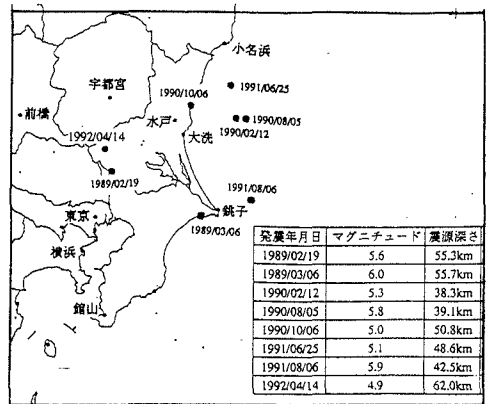 小名浜
1991/06/25
宇都宮
1990/10/06
前橋
1990/08/05
水戸
1990/02/12
1992/04/14
大洗
1989/02/19
1991/08/06
銚子
東京
1989/03/06
横浜
館山
発震年月日 マグニチュード 震源深さ
1989/02/19 5.6 55.3km
1989/03/06 6.0 55.7km
1990/02/12 5.3 38.3km
1990/08/05 5.8 39.1km
1990/10/06 5.0 50.8km
1991/06/25 5.1 48.6km
1991/08/06 5.9 42.5km
1992/04/14 4.9 62.0km